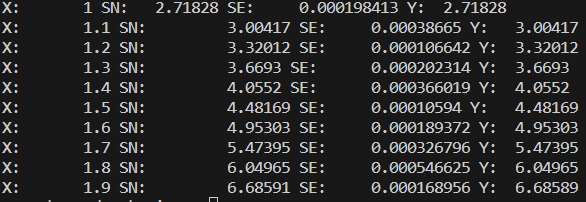 X: 1 SN: 2.71828 SE: 0.000198413 Y: 2.71828
X: 1.1 SN: 3.00417 SE: 0.00038665 Y: 3.00417
X: 1.2 SN: 3.32012 SE: 0.000106642 Y: 3.32012
X: 1.3 SN: 3.6693 SE: 0.000202314 Y: 3.6693
X: 1.4 SN: 4.0552 SE: 0.000366019 Y: 4.0552
X: 1.5 SN: 4.48169 SE: 0.00010594 Y: 4.48169
X: 1.6 SN: 4.95303 SE: 0.000189372 Y: 4.95303
X: 1.7 SN: 5.47395 SE: 0.000326796 Y: 5.47395
X: 1.8 SN: 6.04965 SE: 0.000546625 Y: 6.04965
X: 1.9 SN: 6.68591 SE: 0.000168956 Y: 6.68589